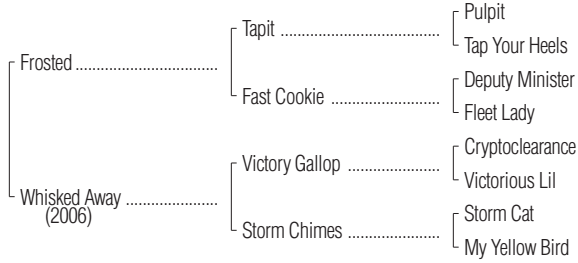 Pulpit
Tapit ..................................
Tap Your Heels
Frosted ..................................
Deputy Minister
Fast Cookie ..........................
Fleet Lady
Cryptoclearance
Victory Gallop ......................
Victorious Lil
Whisked Away ......................
(2006)
Storm Cat
Storm Chimes ......................
My Yellow Bird